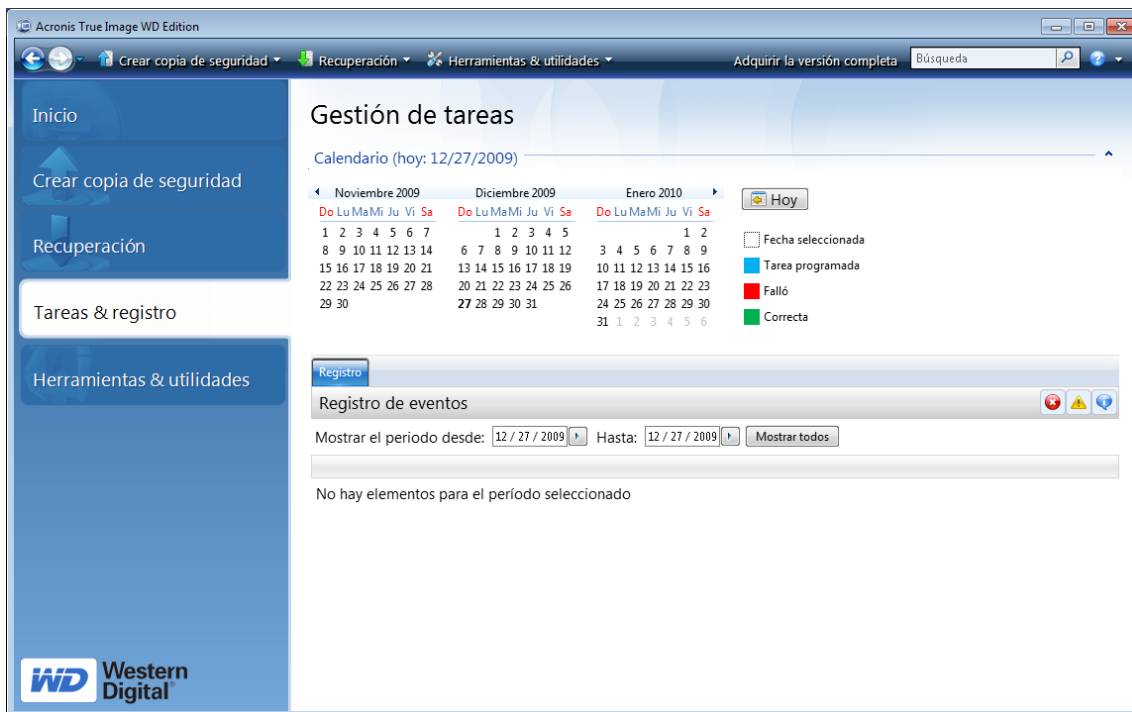 Acronis True Image WD Edition
Crear copia de seguridad Recuperación Herramientas & utilidades Adquirir la versión completa Búsqueda
Inicio
Crear copia de seguridad
Recuperación
Tareas & registro
Herramientas & utilidades
Gestión de tareas
Calendario (hoy: 12/27/2009)
Noviembre 2009 Diciembre 2009 Enero 2010
Do Lu Ma Mi Ju Vi Sa Do Lu Ma Mi Ju Vi Sa Do Lu Ma Mi Ju Vi Sa
1 2 3 4 5 6 7 1 2 3 4 5 1 2
8 9 10 11 12 13 14 6 7 8 9 10 11 12 3 4 5 6 7 8 9
15 16 17 18 19 20 21 13 14 15 16 17 18 19 10 11 12 13 14 15 16
22 23 24 25 26 27 28 20 21 22 23 24 25 26 17 18 19 20 21 22 23
29 30 27 28 29 30 31 24 25 26 27 28 29 30
31 1 2 3 4 5 6
Hoy
Fecha seleccionada
Tarea programada
Falló
Correcta
Registro
Registro de eventos
Mostrar el periodo desde: 12 / 27 / 2009 Hasta: 12 / 27 / 2009 Mostrar todos
No hay elementos para el período seleccionado
WD Western
Digital®